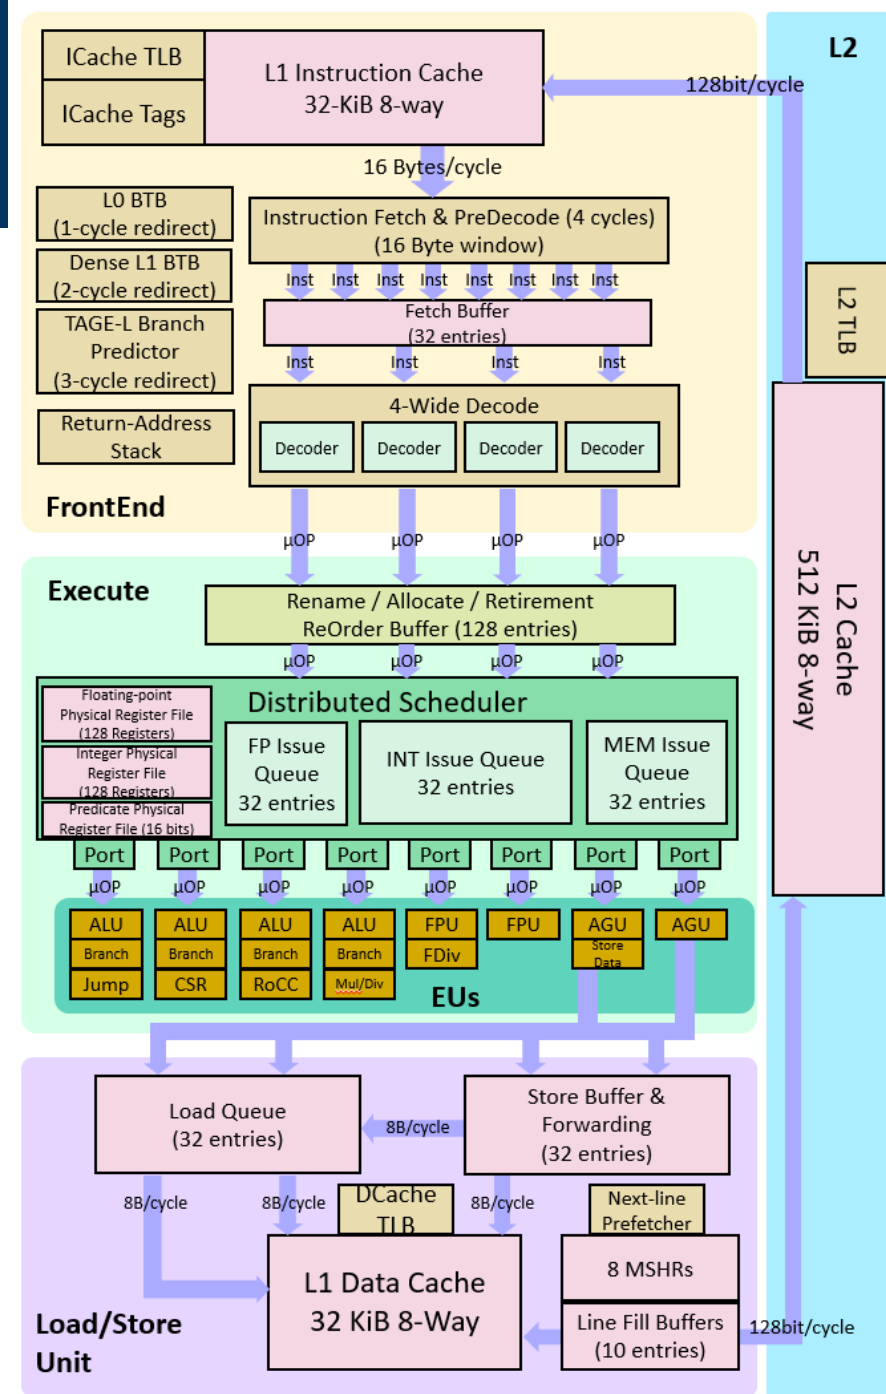 L2
ICache TLB
ICache Tags
L1 Instruction Cache
32-KiB 8-way
128bit/cycle
16 Bytes/cycle
L0 BTB
(1-cycle redirect)
Dense L1 BTB
(2-cycle redirect)
TAGE-L Branch
Predictor
(3-cycle redirect)
Return-Address
Stack
Instruction Fetch & PreDecode (4 cycles)
(16 Byte window)
Inst Inst Inst Inst Inst Inst Inst Inst
Fetch Buffer
(32 entries)
Inst Inst Inst Inst
4-Wide Decode
Decoder Decoder Decoder Decoder
FrontEnd
L2 TLB
L2 Cache
512 KiB 8-way
µOP µOP µOP µOP
Execute
Rename / Allocate / Retirement
ReOrder Buffer (128 entries)
µOP µOP µOP µOP
Distributed Scheduler
Floating-point
Physical Register File
(128 Registers)
Integer Physical
Register File
(128 Registers)
Predicate Physical
Register File (16 bits)
FP Issue
Queue
32 entries
INT Issue Queue
32 entries
MEM Issue
Queue
32 entries
Port Port Port Port Port Port Port Port
µOP µOP µOP µOP µOP µOP µOP µOP
ALU ALU ALU ALU FPU FPU AGU AGU
Branch Branch Branch Branch FDiv Store
Data
Jump CSR RoCC Mul/Div
EUs
Load Queue
(32 entries)
8B/cycle
Store Buffer &
Forwarding
(32 entries)
8B/cycle 8B/cycle 8B/cycle
DCache
TLB
Next-line
Prefetcher
L1 Data Cache
32 KiB 8-Way
8 MSHRs
Line Fill Buffers
(10 entries)
128bit/cycle
Load/Store
Unit